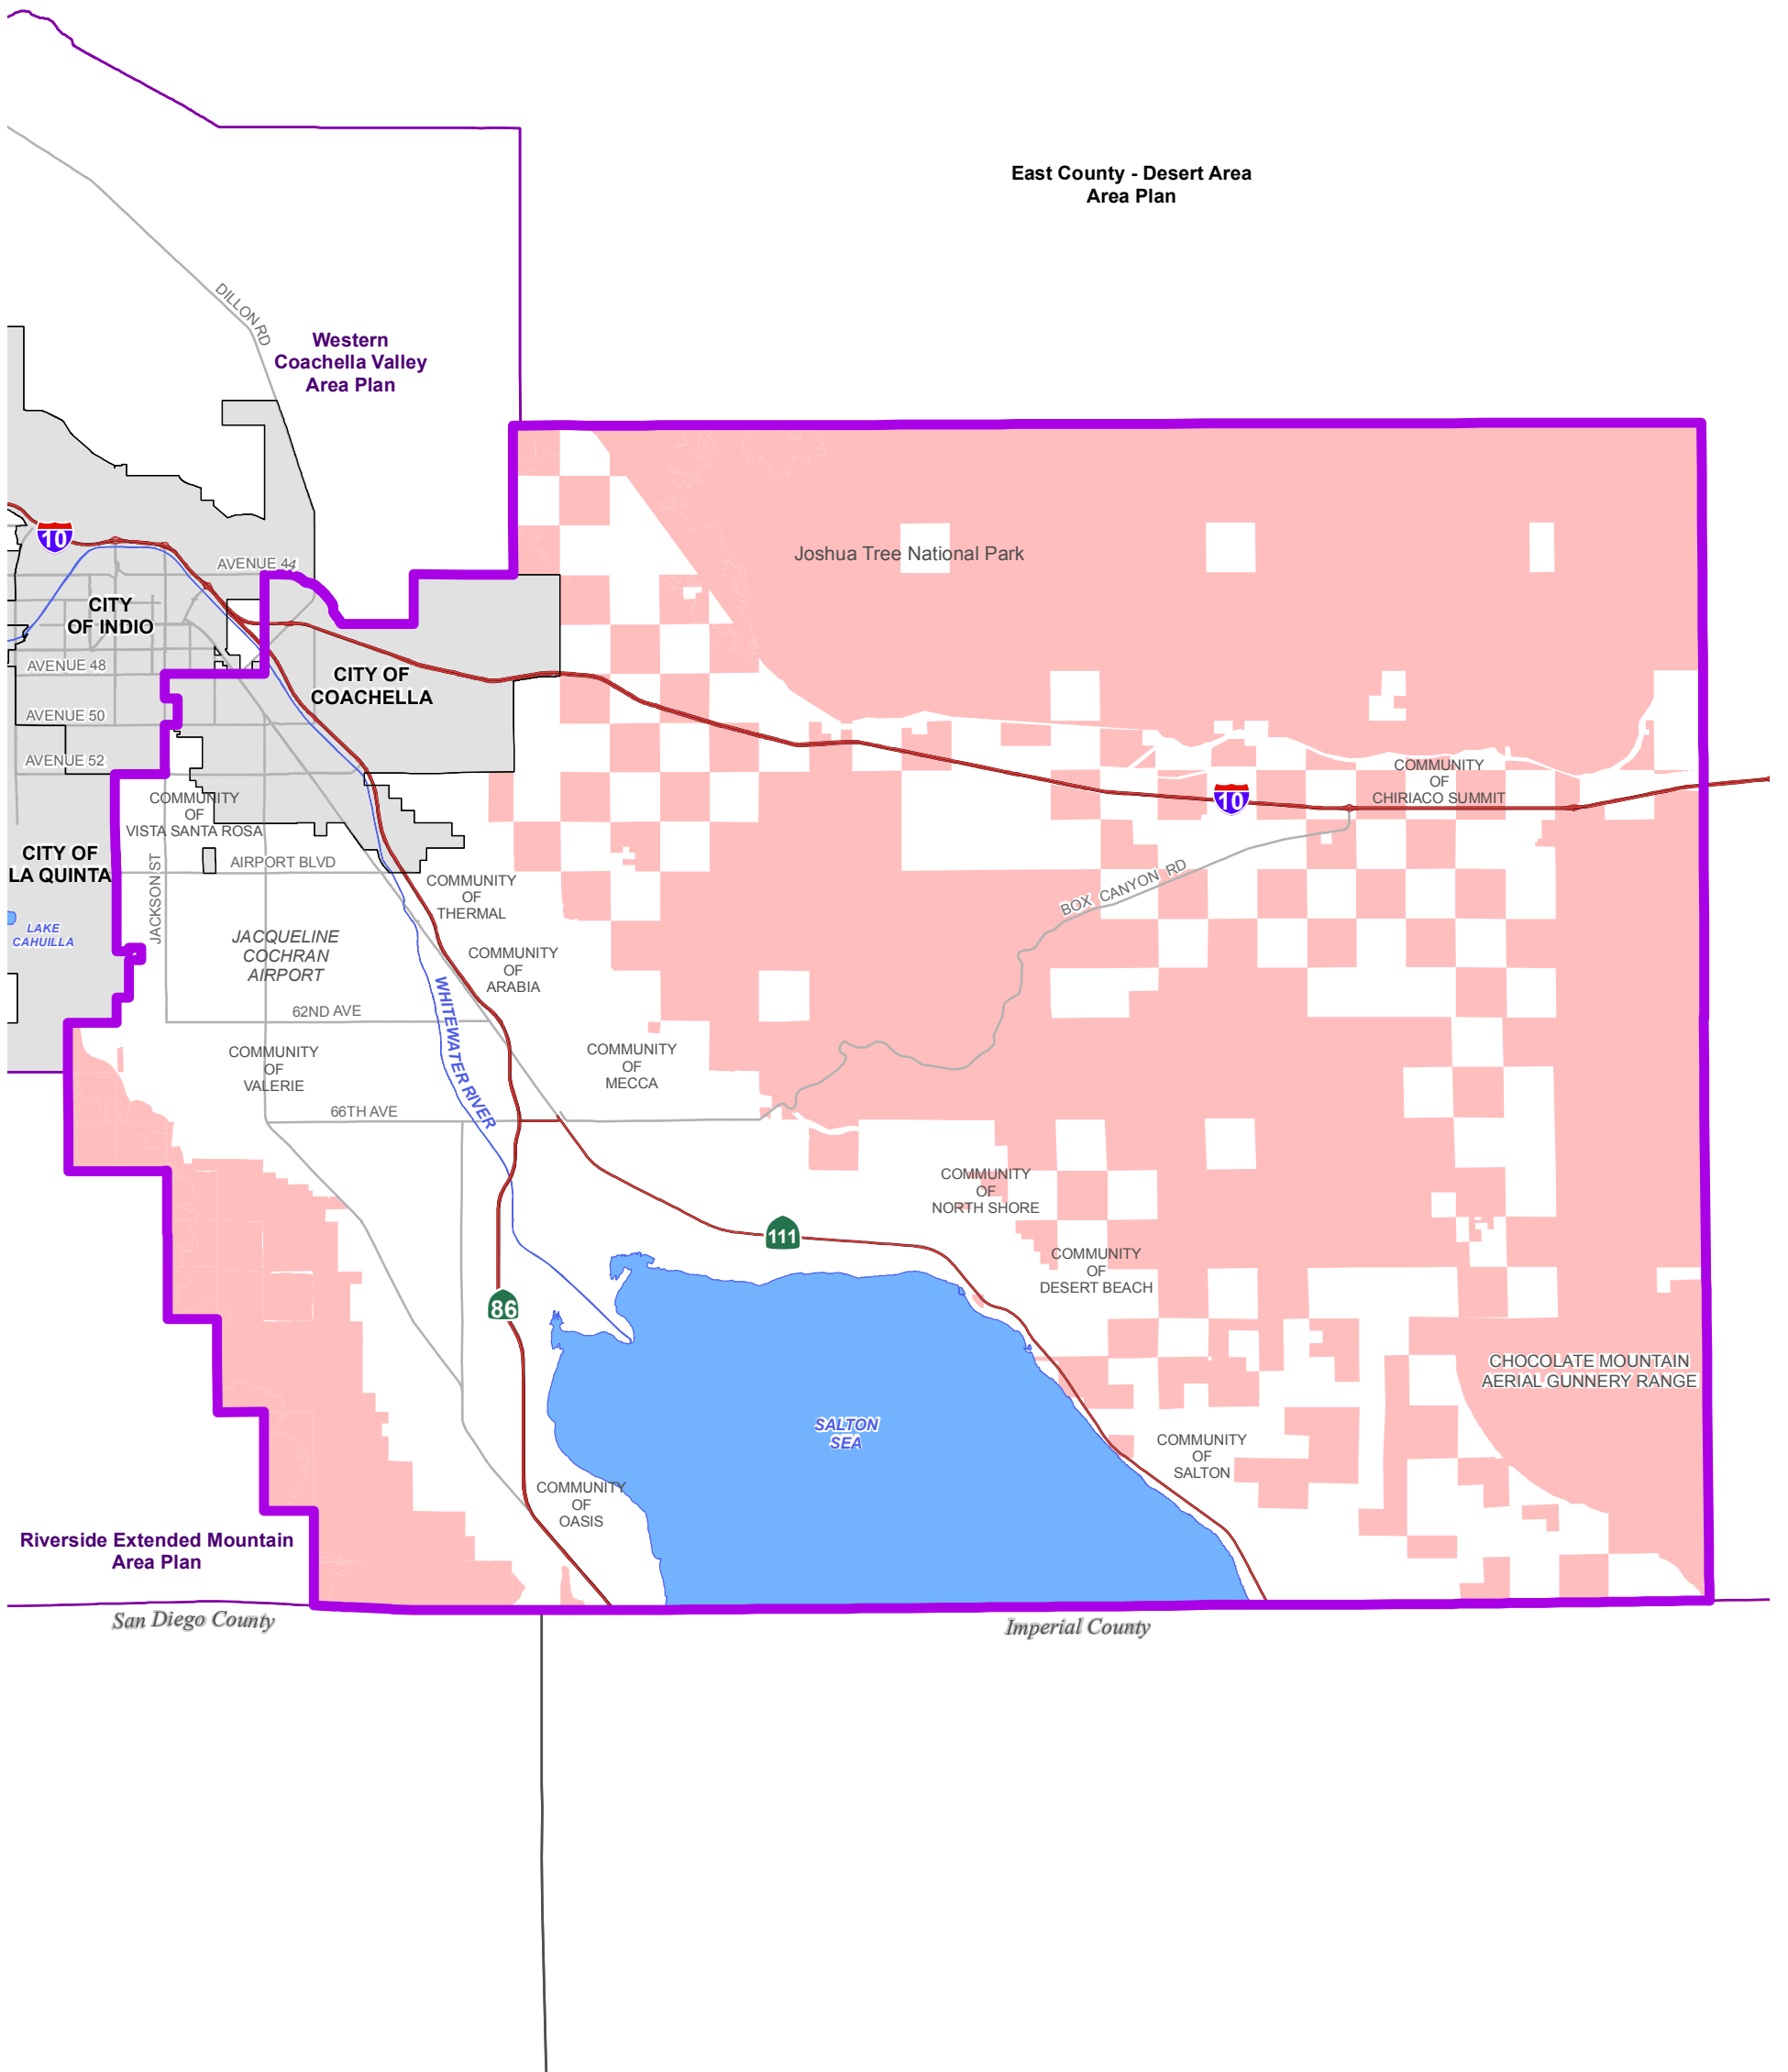 East County - Desert Area
Area Plan
DILLON RD
Western
Coachella Valley
Area Plan
10
AVENUE 44
Joshua Tree National Park
CITY
OF INDIO
AVENUE 48
CITY OF
COACHELLA
AVENUE 50
AVENUE 52
COMMUNITY
OF
CHIRIACO SUMMIT
10
COMMUNITY
OF
VISTA SANTA ROSA
CITY OF
LA QUINTA
AIRPORT BLVD
JACKSON ST
COMMUNITY
OF
THERMAL
BOX CANYON RD
LAKE
CAHUILLA
JACQUELINE
COCHRAN
AIRPORT
COMMUNITY
OF
ARABIA
WHITEWATER RIVER
62ND AVE
COMMUNITY
OF
VALERIE
COMMUNITY
OF
MECCA
66TH AVE
COMMUNITY
OF
NORTH SHORE
111
COMMUNITY
OF
DESERT BEACH
86
CHOCOLATE MOUNTAIN
AERIAL GUNNERY RANGE
SALTON
SEA
COMMUNITY
OF
SALTON
COMMUNITY
OF
OASIS
Riverside Extended Mountain
Area Plan
San Diego County
Imperial County